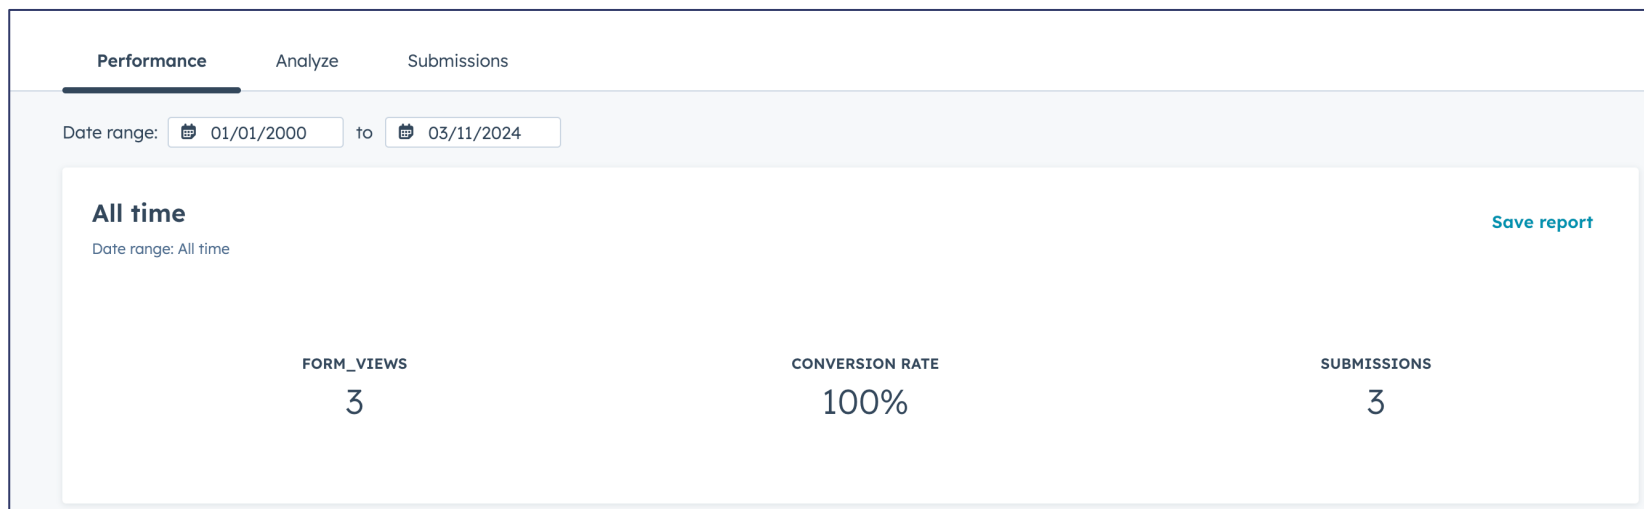 Performance Analyze Submissions
Date range: 01/01/2000 to 03/11/2024
All time
Save report
Date range: All time
FORM_VIEWS CONVERSION RATE SUBMISSIONS
3 100% 3